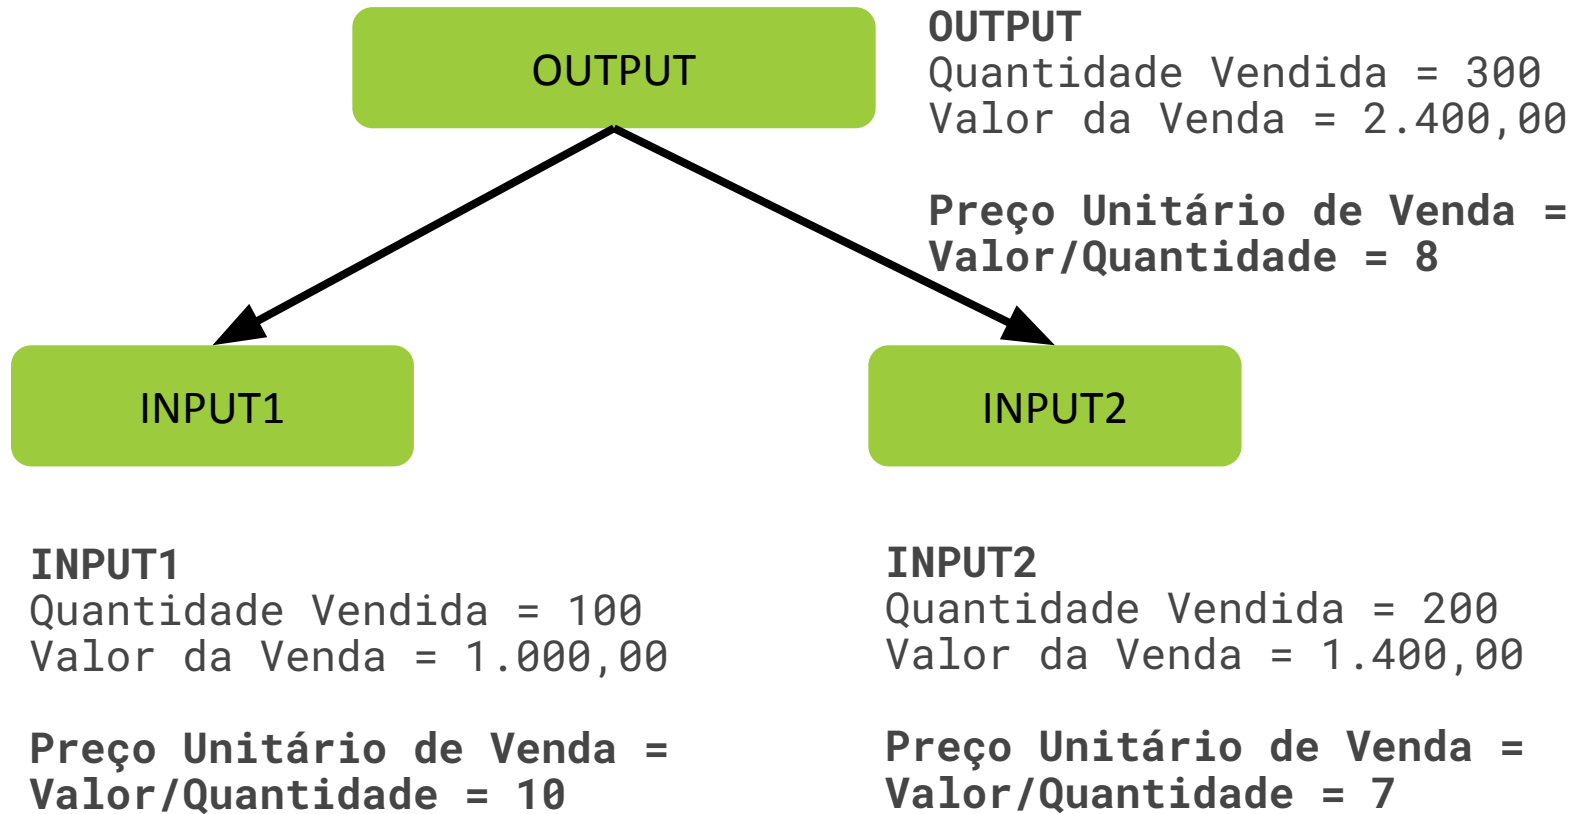 OUTPUT
OUTPUT
Quantidade Vendida = 300
Valor da Venda = 2.400,00
Preço Unitário de Venda =
Valor/Quantidade = 8
INPUT1
INPUT2
INPUT1
Quantidade Vendida = 100
Valor da Venda = 1.000,00
Preço Unitário de Venda =
Valor/Quantidade = 10
INPUT2
Quantidade Vendida = 200
Valor da Venda = 1.400,00
Preço Unitário de Venda =
Valor/Quantidade = 7